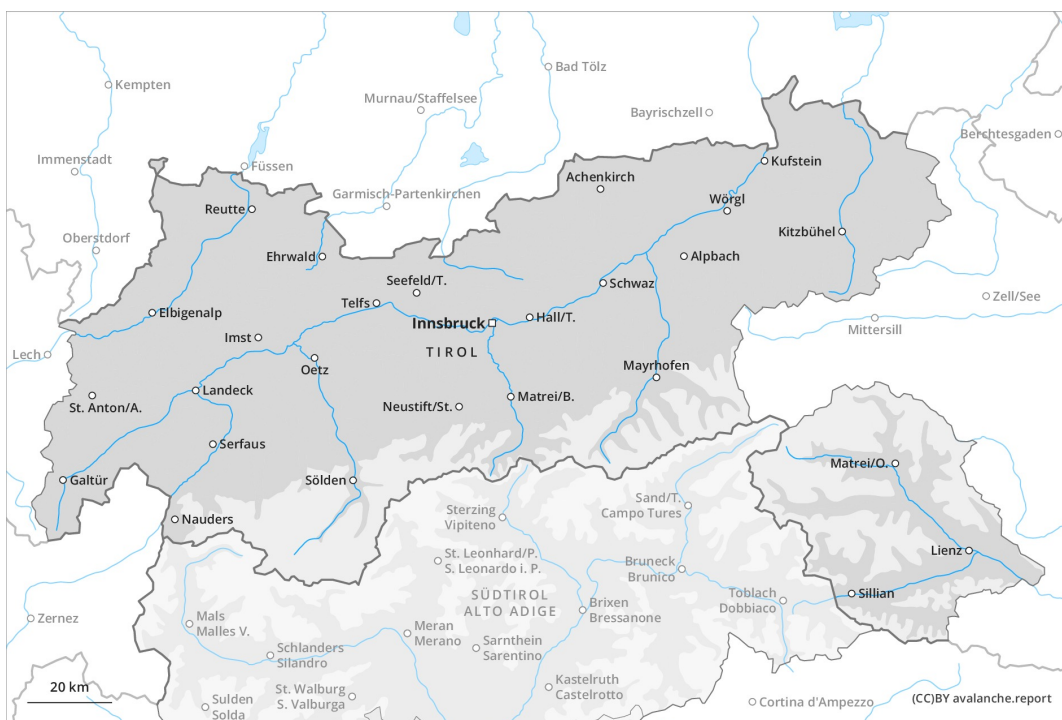 Kempten
Bad Tölz
Murnau/Staffelsee
Bayrischzell
Berchtesgaden
Immenstadt
Füssen
Kufstein
Achenkirch
Garmisch-Partenkirchen
Reutte
Wörgl
Oberstdorf
Kitzbühel
Ehrwald
Alpbach
Seefeld/T.
Schwaz
Zell/See
Telfs
Elbigenalp
Innsbruck
Hall/T.
Mittersill
Imst
TIROL
Lech
Oetz
Mayrhofen
Landeck
St. Anton/A.
Neustift/St.
Matrei/B.
Serfaus
Matrei/O.
Galtür
Sölden
Sand/T.
Campo Tures
Sterzing
Vipiteno
Nauders
St. Leonhard/P.
S. Leonardo i. P.
Lienz
Bruneck
Brunico
SÜDTIROL
ALTO ADIGE
Toblach
Dobbiaco
Sillian
Brixen
Bressanone
Zernez
Mals
Malles V.
Meran
Merano
Sarnthein
Sarentino
Schlanders
Silandro
Kastelruth
Castelrotto
St. Walburg
S. Valburga
20 km
Sulden
Solda
Cortina d'Ampezzo
(CC)BY avalanche.report